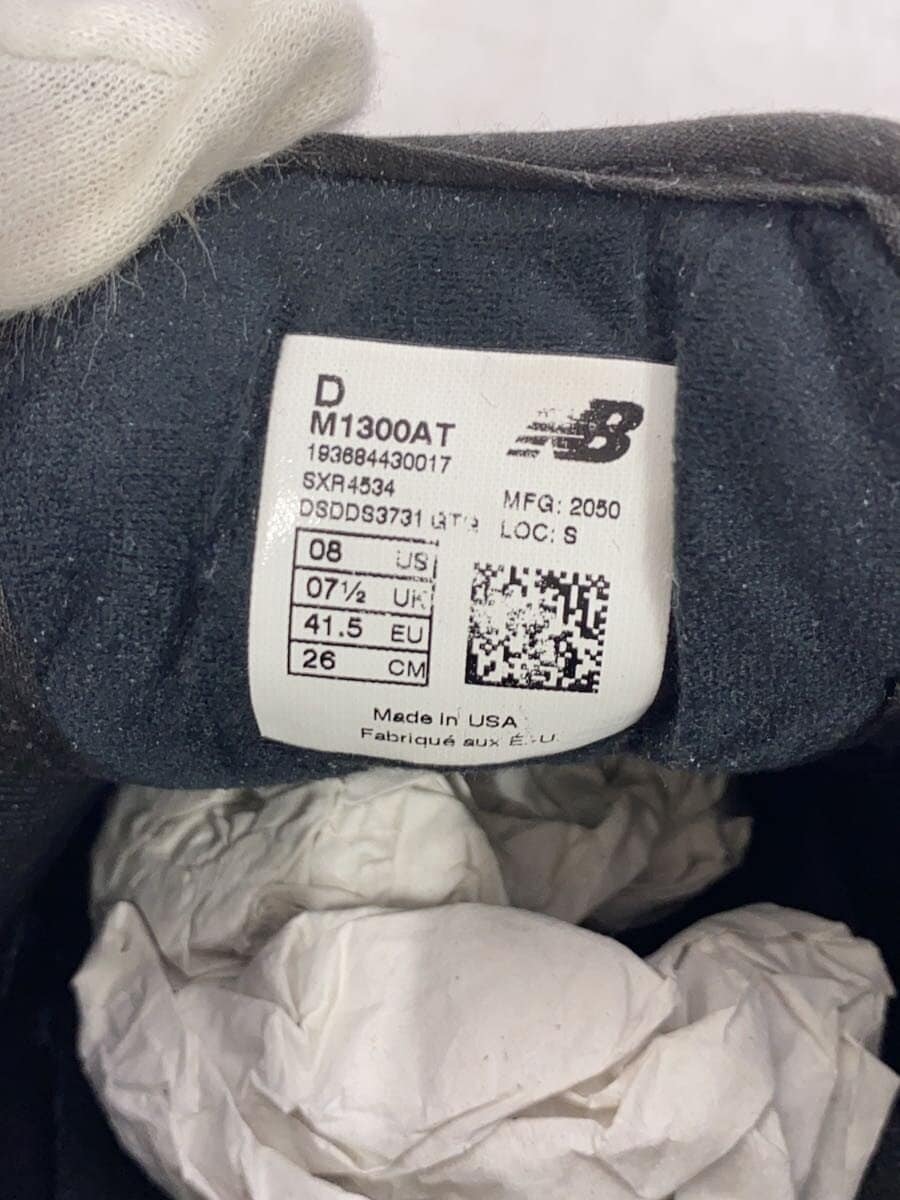 D
M1300AT
193684430017
SXR4534
DSDDS3731
NB
MFG: 2050
LOC: S
08 US
07½ UK
41.5 EU
26 CM
Made in USA
Fabriqué aux É.-U.